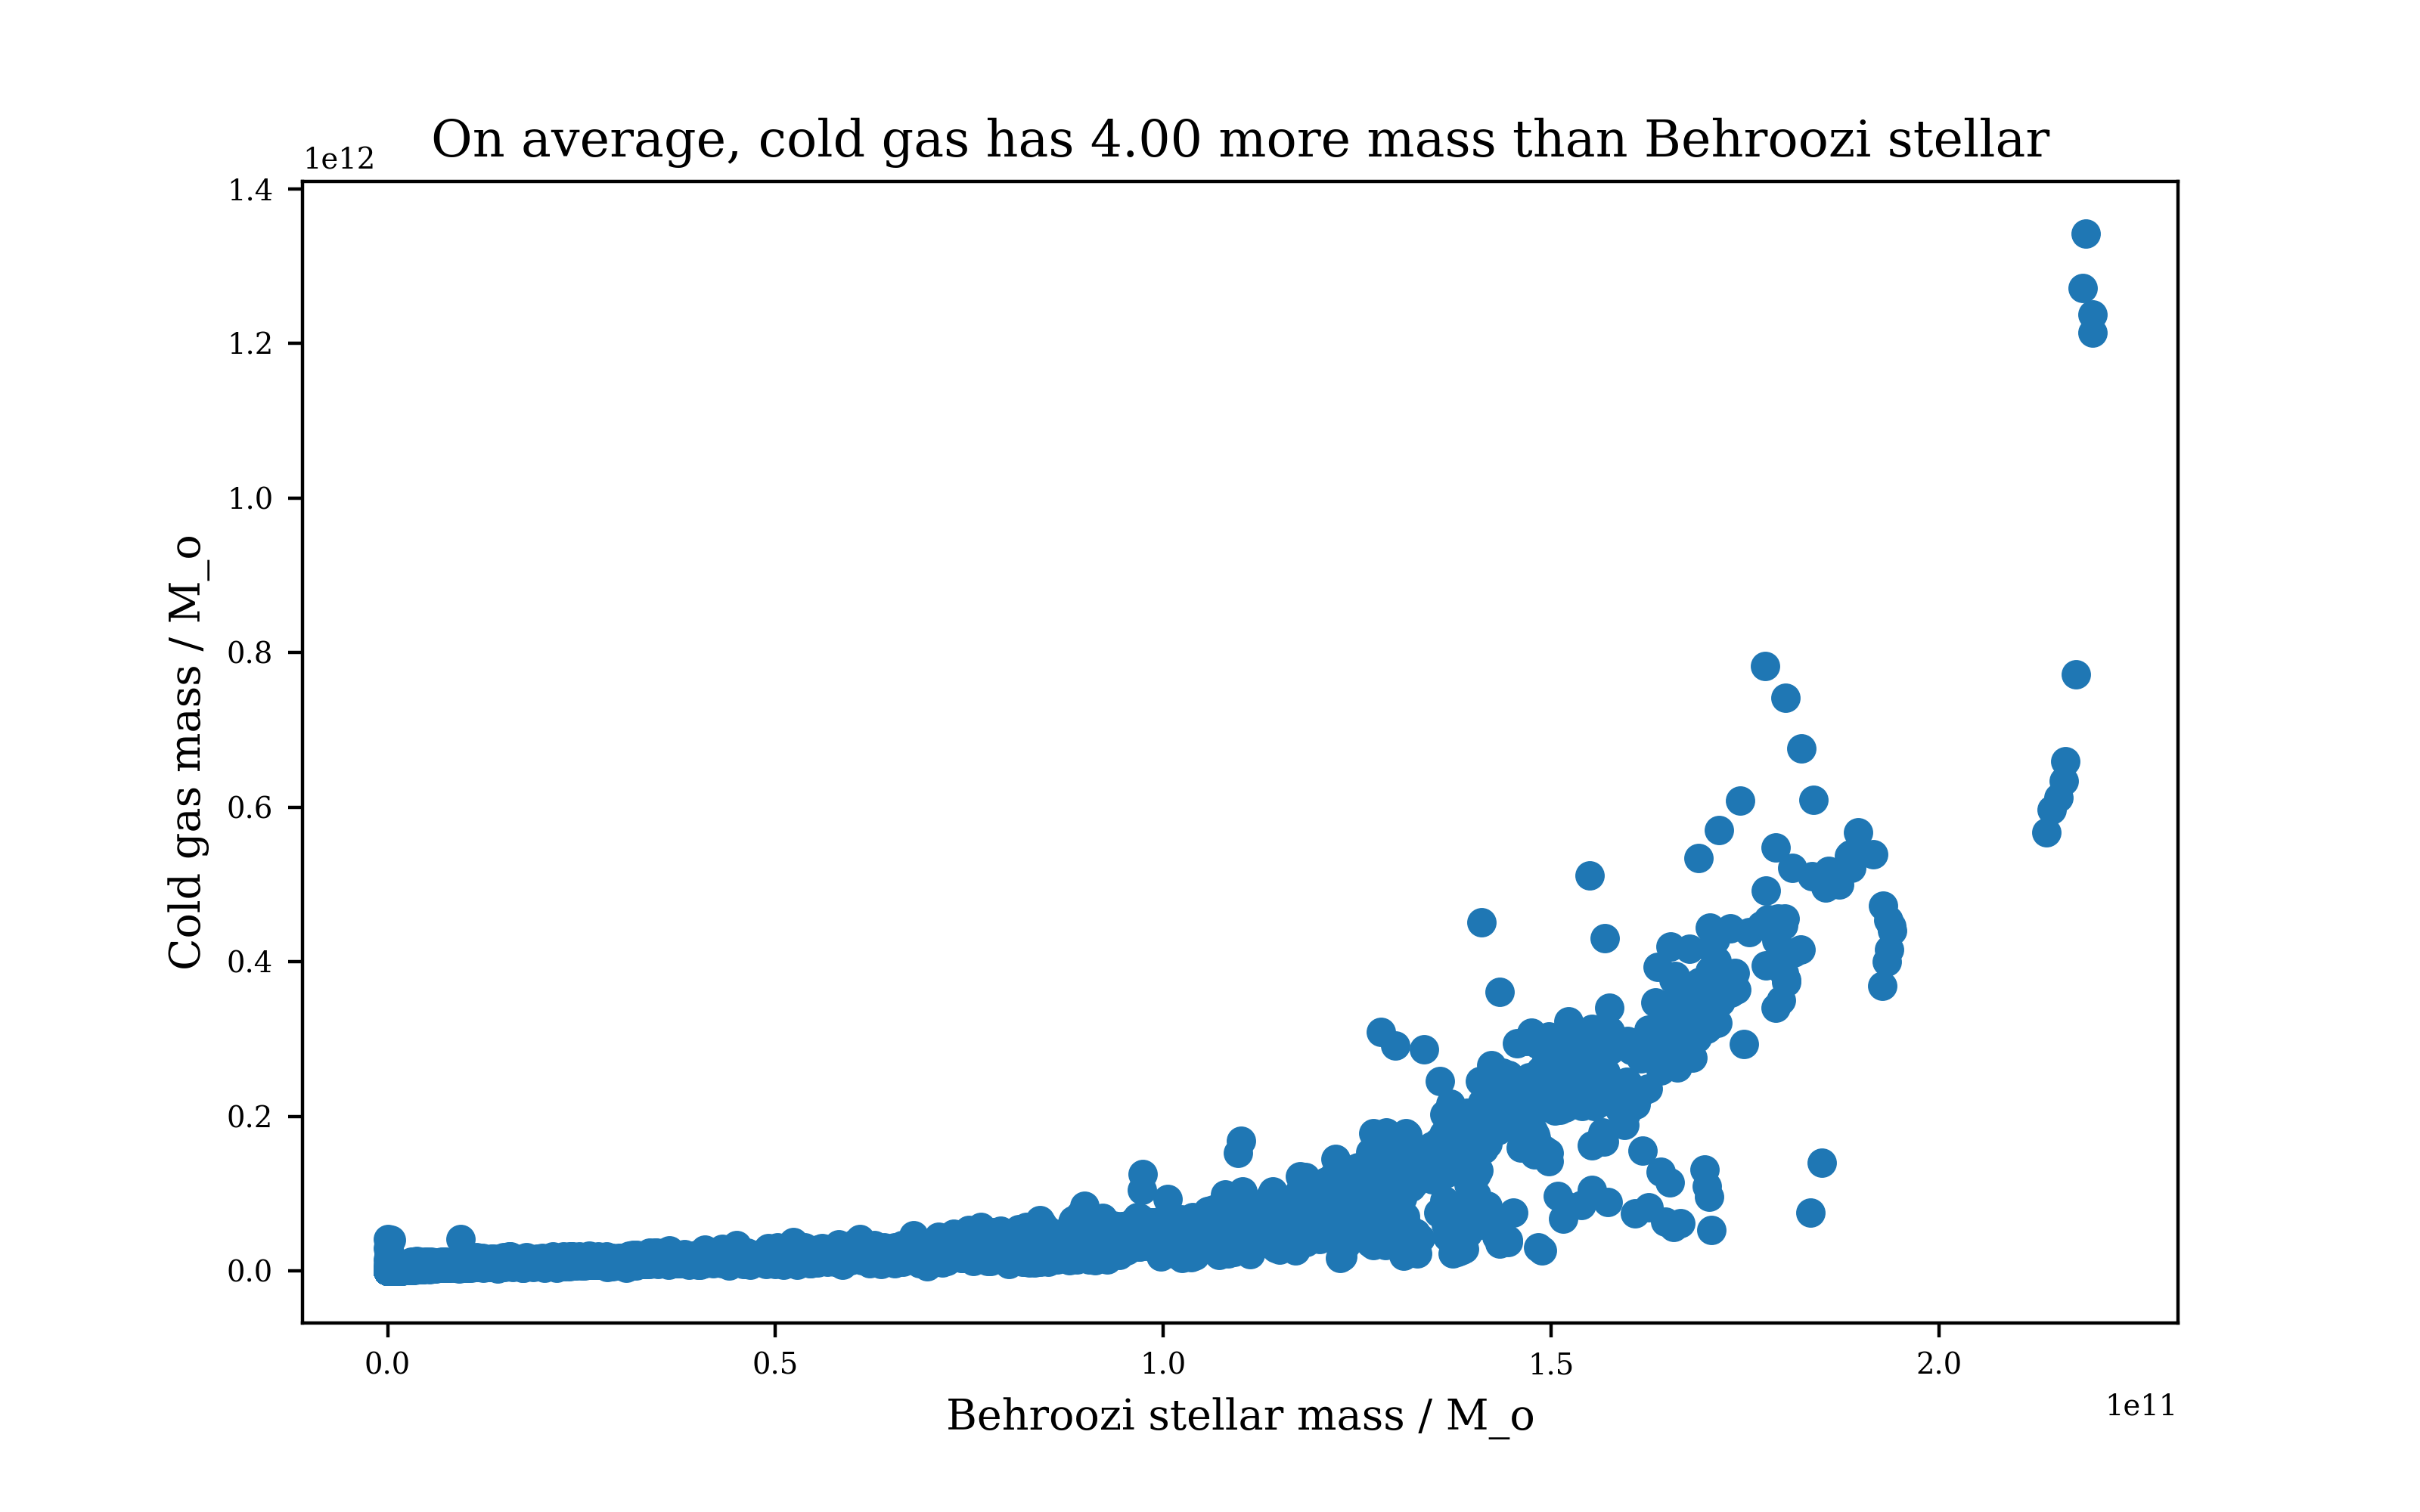 On average, cold gas has 4.00 more mass than Behroozi stellar
1e12
1.4
1.2
1.0
0.8
0.6
0.4
0.2
0.0
Cold gas mass / M_o
0.0 0.5 1.0 1.5 2.0
1e11
Behroozi stellar mass / M_o